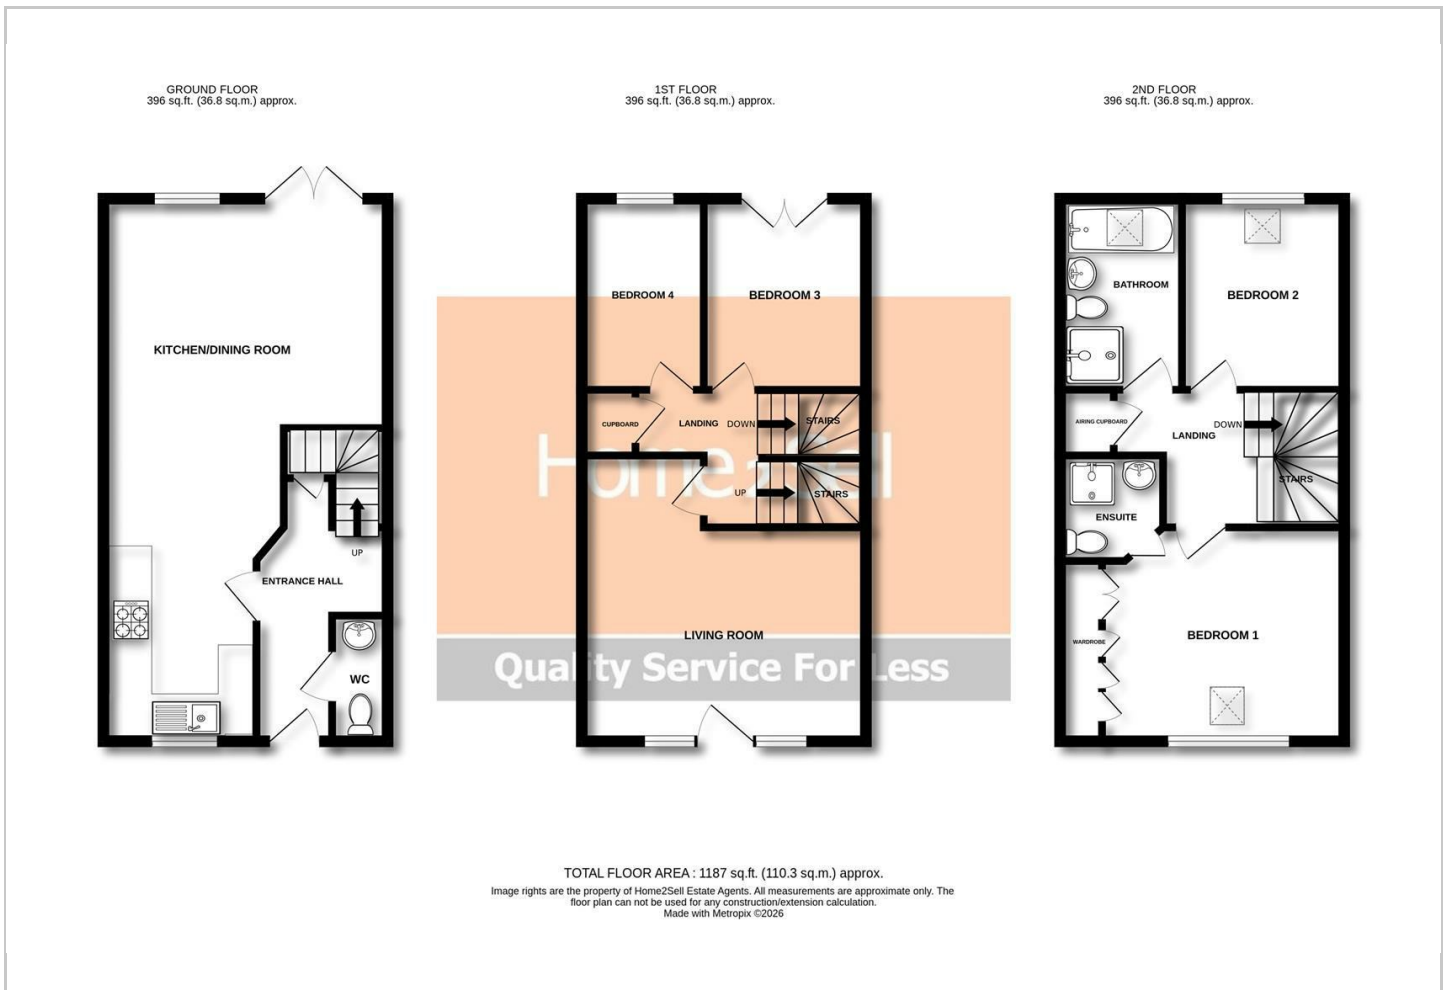 GROUND FLOOR
396 sq.ft. (36.8 sq.m.) approx.
1ST FLOOR
396 sq.ft. (36.8 sq.m.) approx.
2ND FLOOR
396 sq.ft. (36.8 sq.m.) approx.
KITCHEN/DINING ROOM
UP
ENTRANCE HALL
WC
BEDROOM 4
BEDROOM 3
CUPBOARD
LANDING
DOWN
STAIRS
UP
STAIRS
LIVING ROOM
Home2Sell
Quality Service For Less
BATHROOM
BEDROOM 2
AIRING CUPBOARD
LANDING
DOWN
STAIRS
ENSUITE
WARDROBE
BEDROOM 1
TOTAL FLOOR AREA : 1187 sq.ft. (110.3 sq.m.) approx.
Image rights are the property of Home2Sell Estate Agents. All measurements are approximate only. The
floor plan can not be used for any construction/extension calculation.
Made with Metropix ©2026